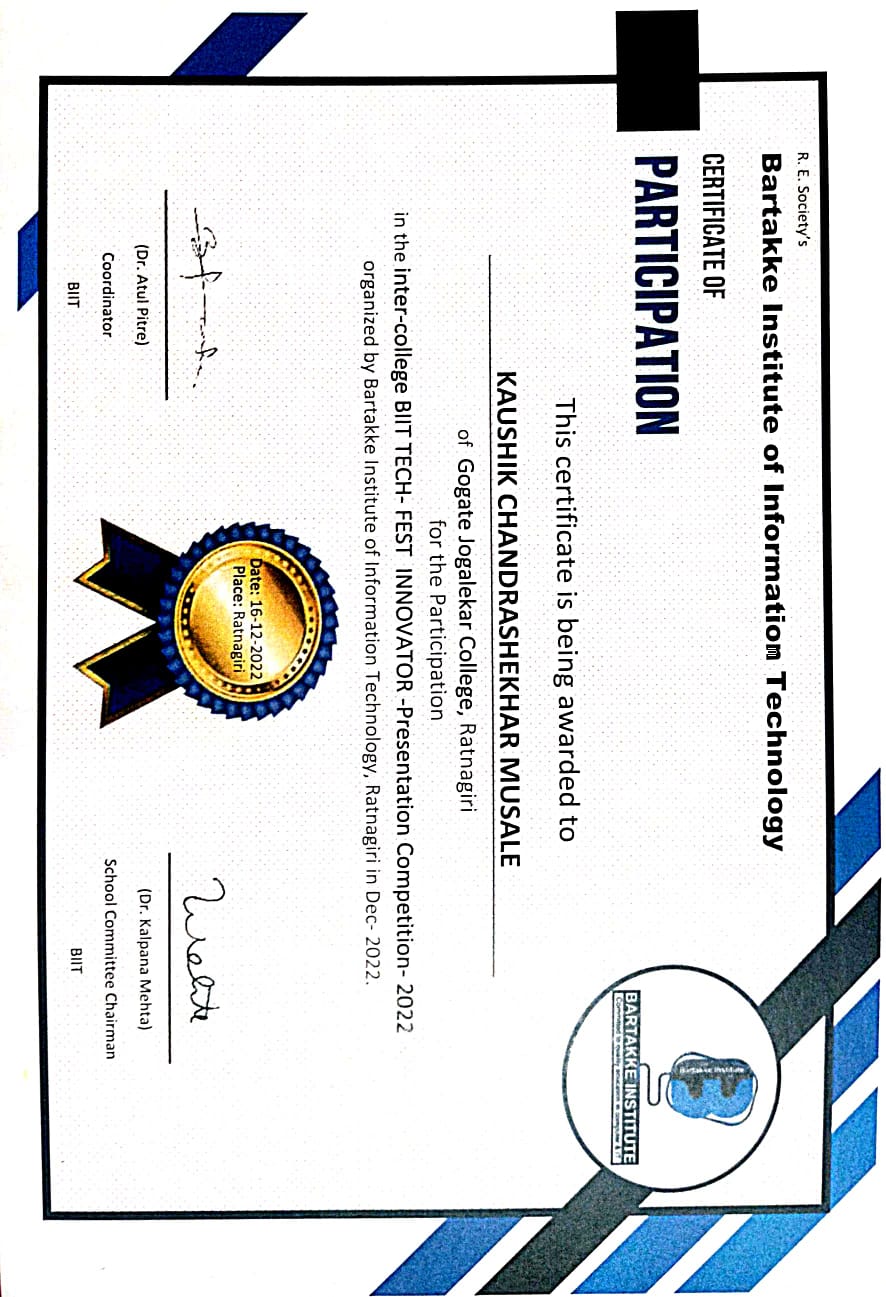 R. E. Society's
Bartakke Institute of Information Technology
CERTIFICATE OF
PARTICIPATION
BARTAKKE INSTITUTE
Committed to quality education in computer & IT
This certificate is being awarded to
KAUSHIK CHANDRASHEKHAR MUSALE
of Gogate Jogalekar College, Ratnagiri
for the Participation
in the inter-college BIIT TECH- FEST INNOVATOR -Presentation Competition- 2022
organized by Bartakke Institute of Information Technology, Ratnagiri in Dec- 2022.
Date: 16-12-2022
Place: Ratnagiri
(Dr. Atul Pitre)
Coordinator
BIIT
(Dr. Kalpana Mehta)
School Committee Chairman
BIIT